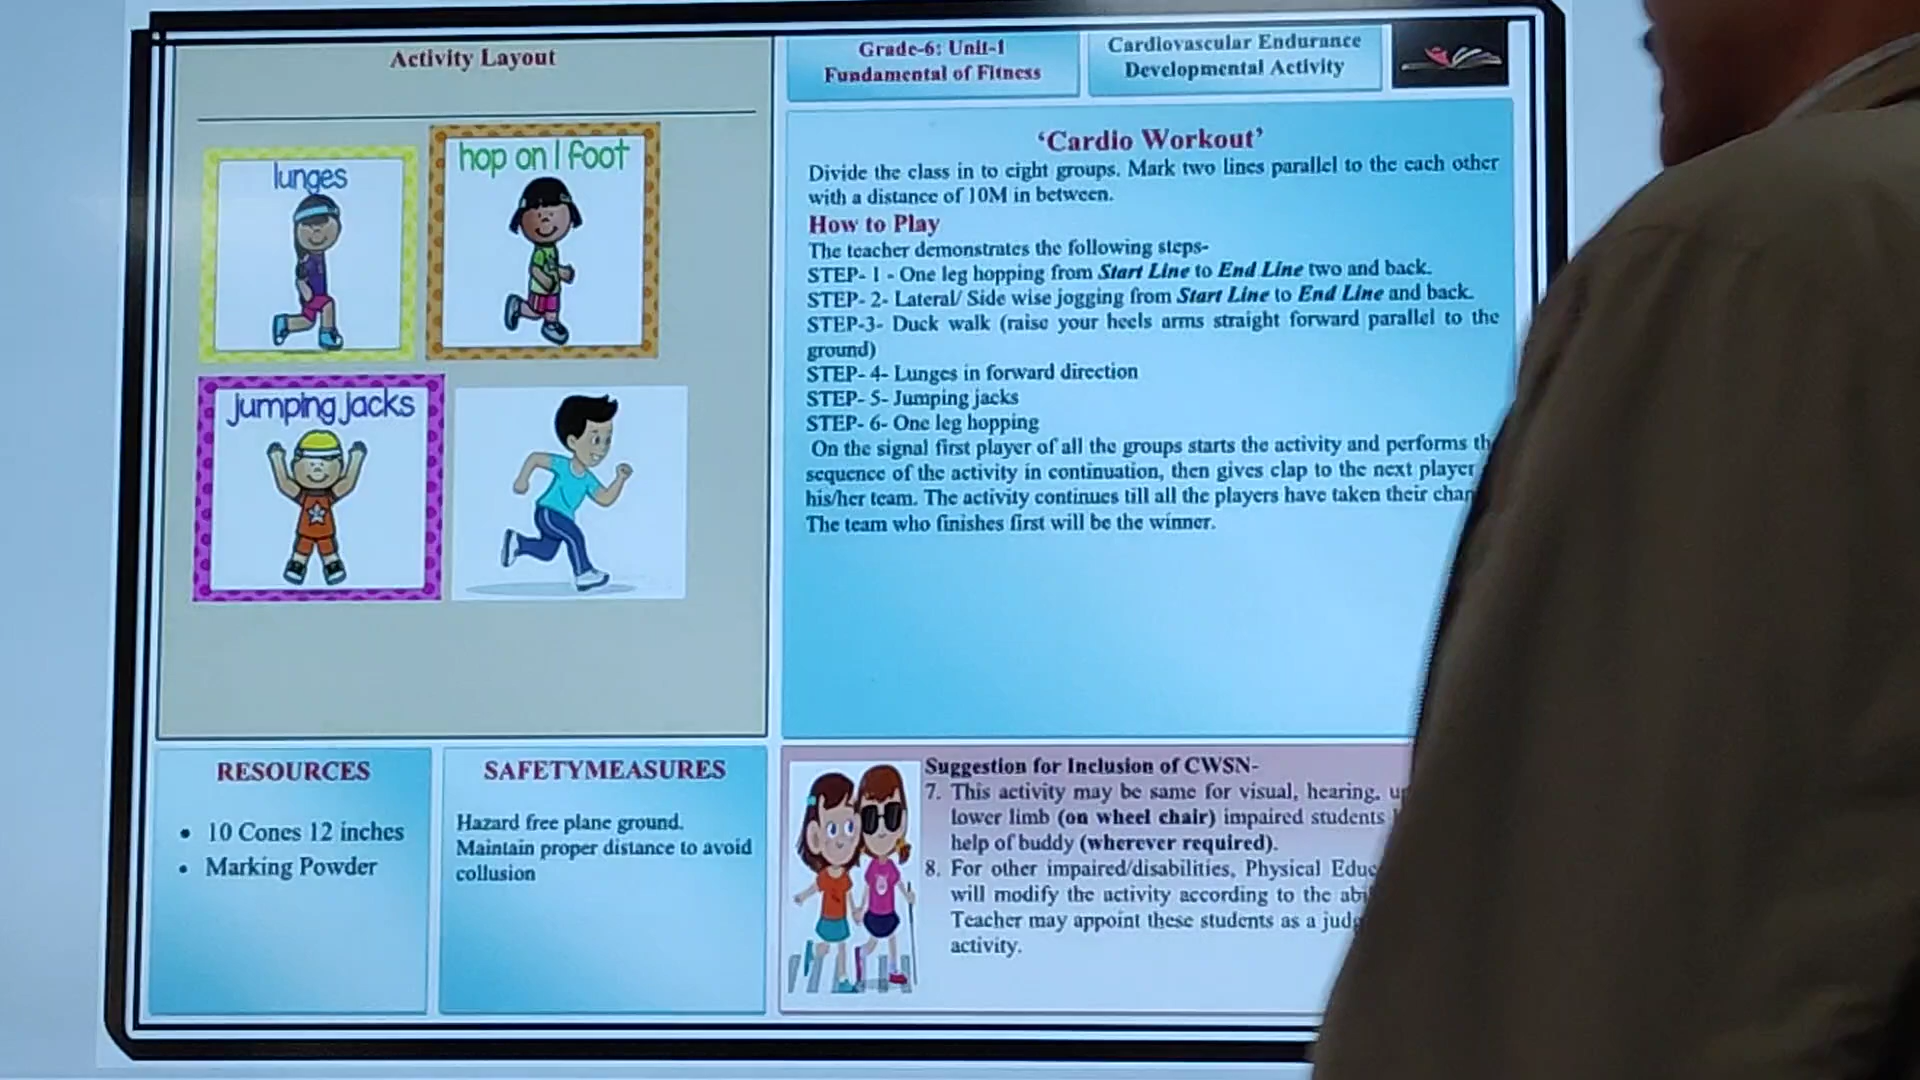 Activity Layout
lunges
hop on 1 foot
jumping jacks
Grade-6: Unit-1
Fundamental of Fitness
Cardiovascular Endurance
Developmental Activity
‘Cardio Workout’
Divide the class in to eight groups. Mark two lines parallel to the each other
with a distance of 10M in between.
How to Play
The teacher demonstrates the following steps-
STEP- 1 - One leg hopping from Start Line to End Line two and back.
STEP- 2- Lateral/ Side wise jogging from Start Line to End Line and back.
STEP-3- Duck walk (raise your heels arms straight forward parallel to the
ground)
STEP- 4- Lunges in forward direction
STEP- 5- Jumping jacks
STEP- 6- One leg hopping
On the signal first player of all the groups starts the activity and performs
sequence of the activity in continuation, then gives clap to the next player
his/her team. The activity continues till all the players have taken their
The team who finishes first will be the winner.
RESOURCES
• 10 Cones 12 inches
• Marking Powder
SAFETYMEASURES
Hazard free plane ground.
Maintain proper distance to avoid
collusion
Suggestion for Inclusion of CWSN-
7. This activity may be same for visual, hearing,
lower limb (on wheel chair) impaired students
help of buddy (wherever required).
8. For other impaired/disabilities, Physical
will modify the activity according to the
Teacher may appoint these students as a
activity.